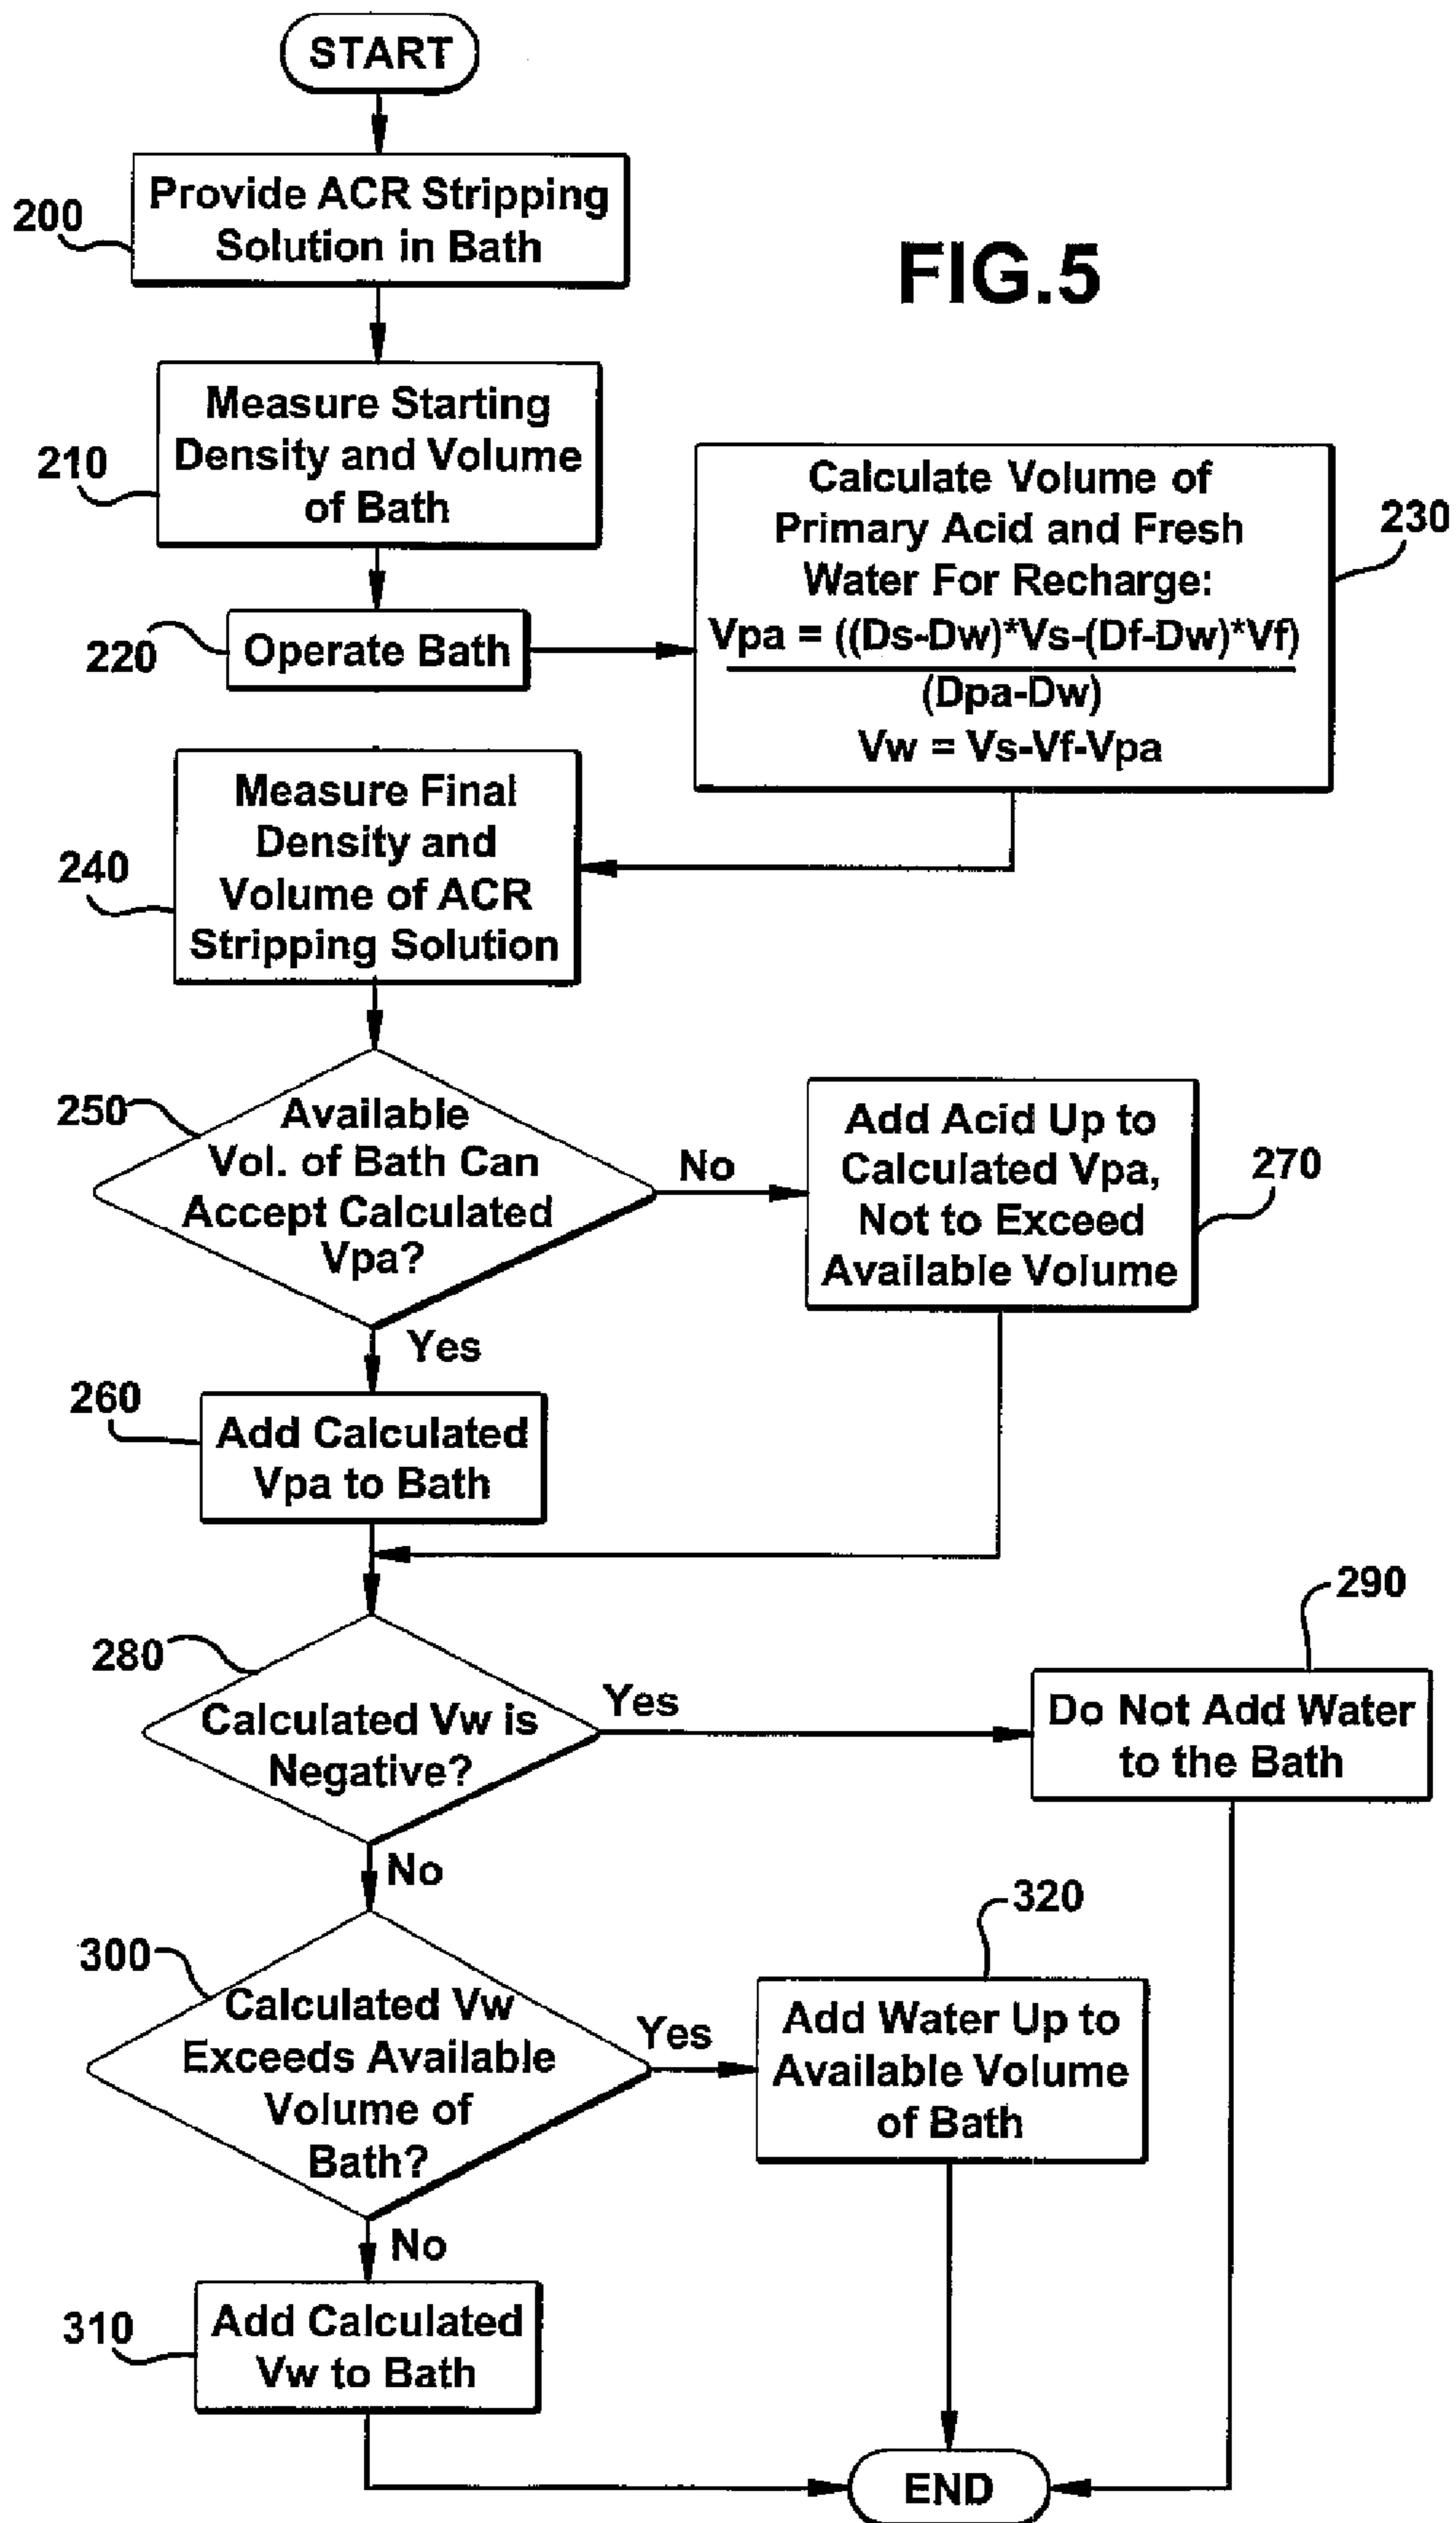 START
200
Provide ACR Stripping
Solution in Bath
FIG.5
210
Measure Starting
Density and Volume
of Bath
220
Operate Bath
230
Calculate Volume of
Primary Acid and Fresh
Water For Recharge:
Vpa = ((Ds-Dw)*Vs-(Df-Dw)*Vf)
(Dpa-Dw)
Vw = Vs-Vf-Vpa
240
Measure Final
Density and
Volume of ACR
Stripping Solution
250
Available
Vol. of Bath Can
Accept Calculated
Vpa?
No
270
Add Acid Up to
Calculated Vpa,
Not to Exceed
Available Volume
Yes
260
Add Calculated
Vpa to Bath
280
Calculated Vw is
Negative?
Yes
290
Do Not Add Water
to the Bath
No
300
Calculated Vw
Exceeds Available
Volume of
Bath?
Yes
320
Add Water Up to
Available Volume
of Bath
No
310
Add Calculated
Vw to Bath
END